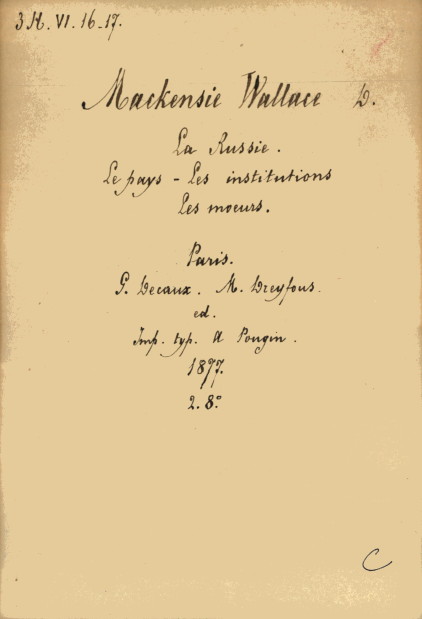 3 H. VI. 16-17.
Mackensie Wallace D.
La Russie.
Le pays - Les institutions
Les moeurs.
Paris.
G. Decaux. M. Dreyfous.
ed.
Imp. typ. A Pougin.
1877.
2. 8°
C